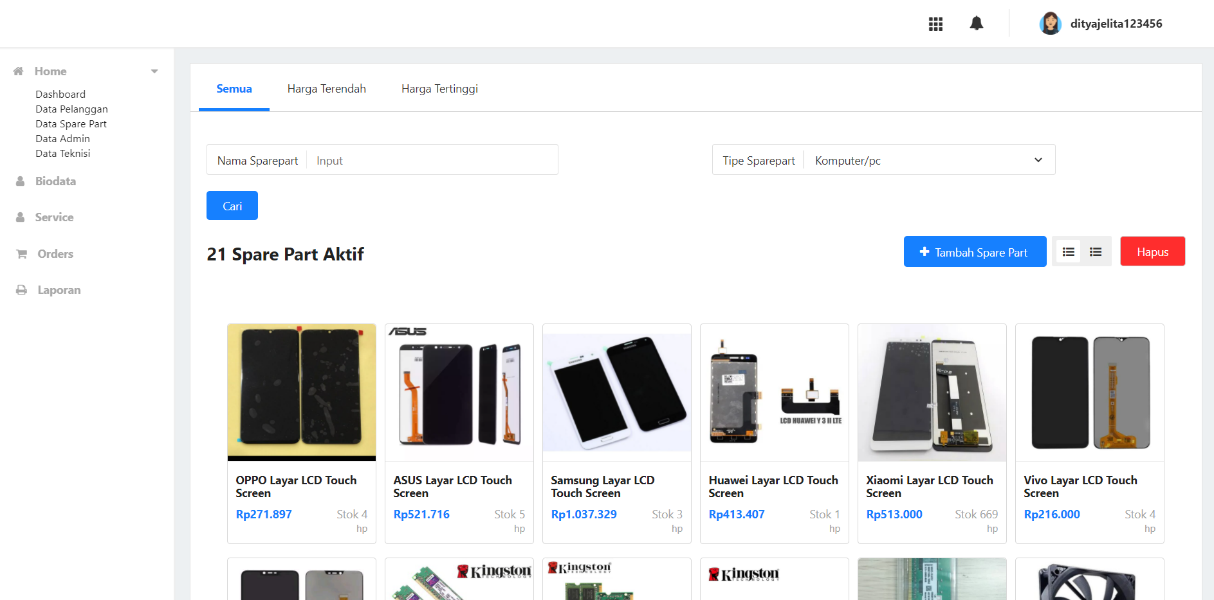 dityajelita123456
Home
Dashboard
Data Pelanggan
Data Spare Part
Data Admin
Data Teknisi
Biodata
Service
Orders
Laporan
Semua
Harga Terendah
Harga Tertinggi
Nama Sparepart
Input
Tipe Sparepart
Komputer/pc
Cari
21 Spare Part Aktif
Tambah Spare Part
Hapus
OPPO Layar LCD Touch
Screen
Rp271.897
Stok 4
hp
ASUS
ASUS Layar LCD Touch
Screen
Rp521.716
Stok 5
hp
Samsung Layar LCD
Touch Screen
Rp1.037.329
Stok 3
hp
LCD HUAWEI Y 3 II LTE
Huawei Layar LCD Touch
Screen
Rp413.407
Stok 1
hp
Xiaomi Layar LCD Touch
Screen
Rp513.000
Stok 669
hp
Vivo Layar LCD Touch
Screen
Rp216.000
Stok 4
hp
Kingston
TECHNOLOGY
Kingston
TECHNOLOGY
Kingston
TECHNOLOGY